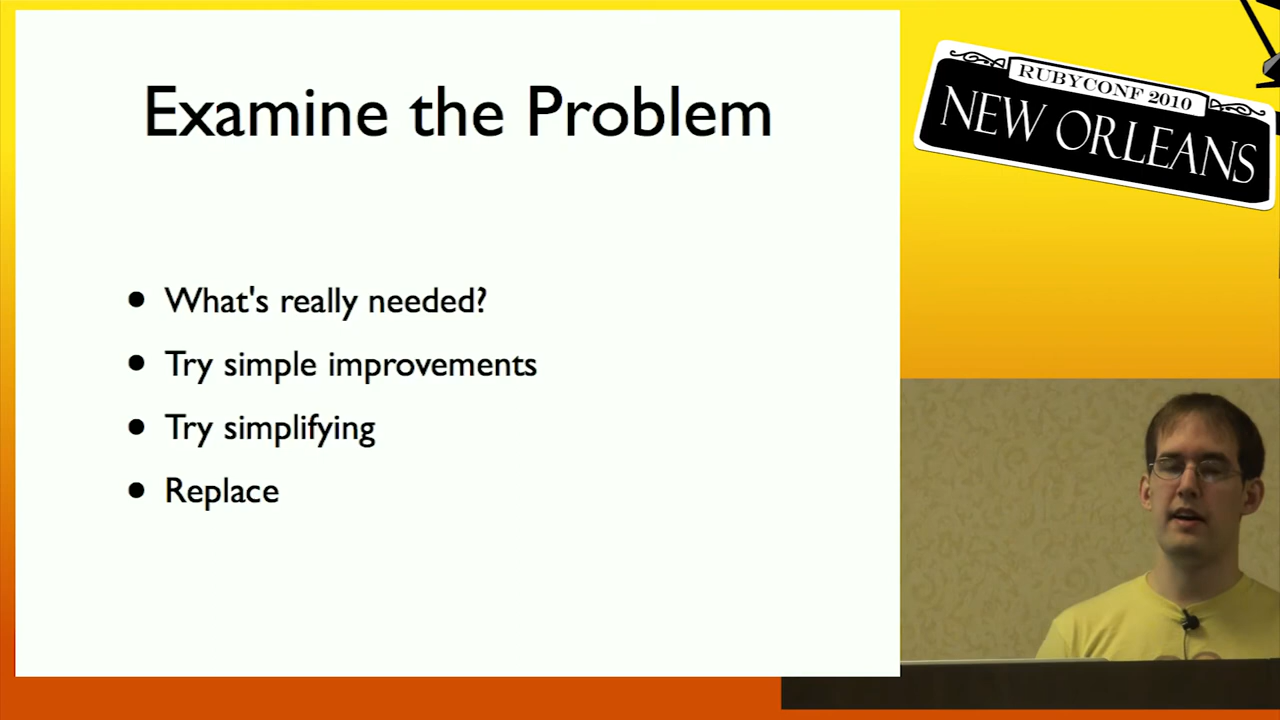 Examine the Problem
RUBYCONF 2010
NEW ORLEANS
What's really needed?
Try simple improvements
Try simplifying
Replace